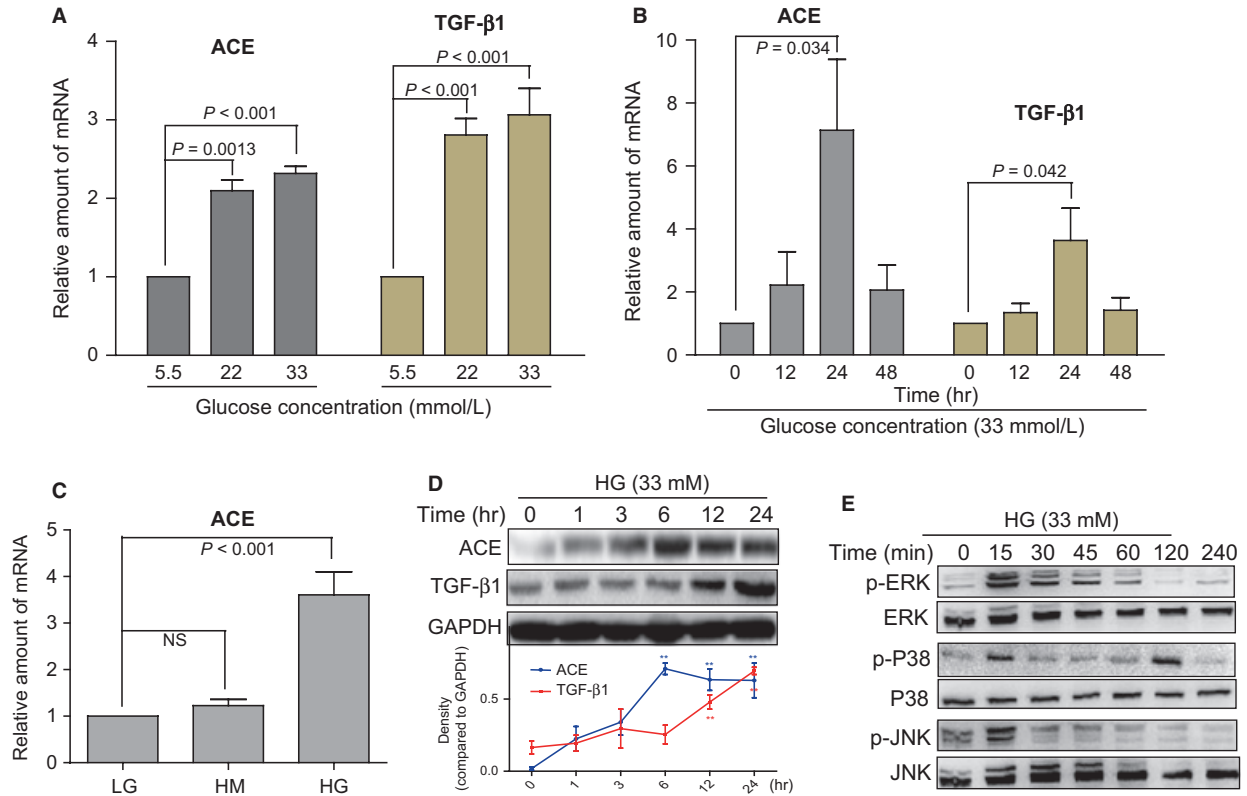 A
ACE
TGF-β1
Relative amount of mRNA
4
3
2
1
0
P < 0.001
P = 0.0013
P < 0.001
P < 0.001
5.5 22 33 5.5 22 33
Glucose concentration (mmol/L)
B
ACE
TGF-β1
Relative amount of mRNA
10
8
6
4
2
0
P = 0.034
P = 0.042
0 12 24 48 0 12 24 48
Time (hr)
Glucose concentration (33 mmol/L)
C
ACE
Relative amount of mRNA
5
4
3
2
1
0
P < 0.001
NS
LG HM HG
D
HG (33 mM)
Time (hr) 0 1 3 6 12 24
ACE
TGF-β1
GAPDH
Density
(compared to GAPDH)
0.5
0.0
ACE
TGF-β1
** ** **
** **
0 1 3 6 12 24 (hr)
E
HG (33 mM)
Time (min) 0 15 30 45 60 120 240
p-ERK
ERK
p-P38
P38
p-JNK
JNK